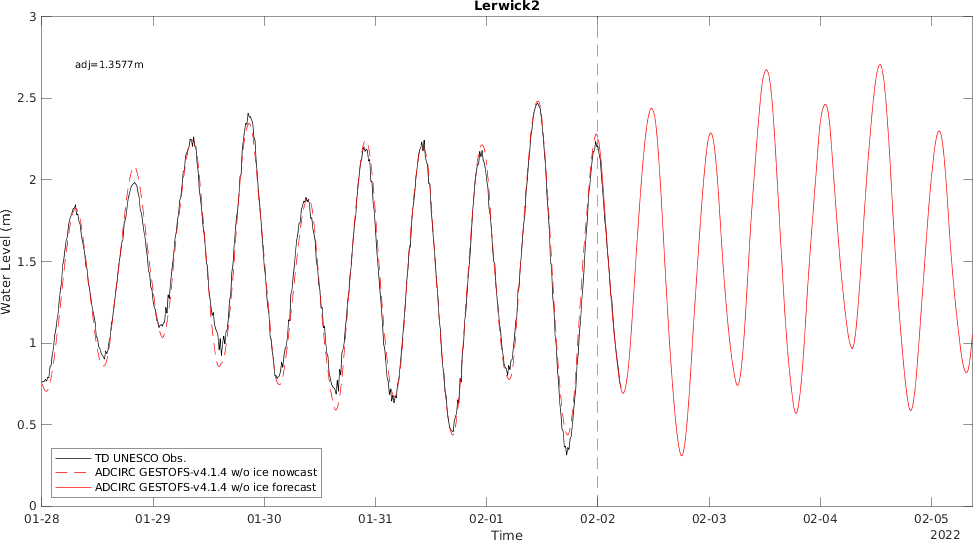 Lerwick2
3
adj=1.3577m
2.5
2
1.5
1
0.5
0
Water Level (m)
TD UNESCO Obs.
ADCIRC GESTOFS-v4.1.4 w/o ice nowcast
ADCIRC GESTOFS-v4.1.4 w/o ice forecast
01-28 01-29 01-30 01-31 02-01 02-02 02-03 02-04 02-05
Time
2022